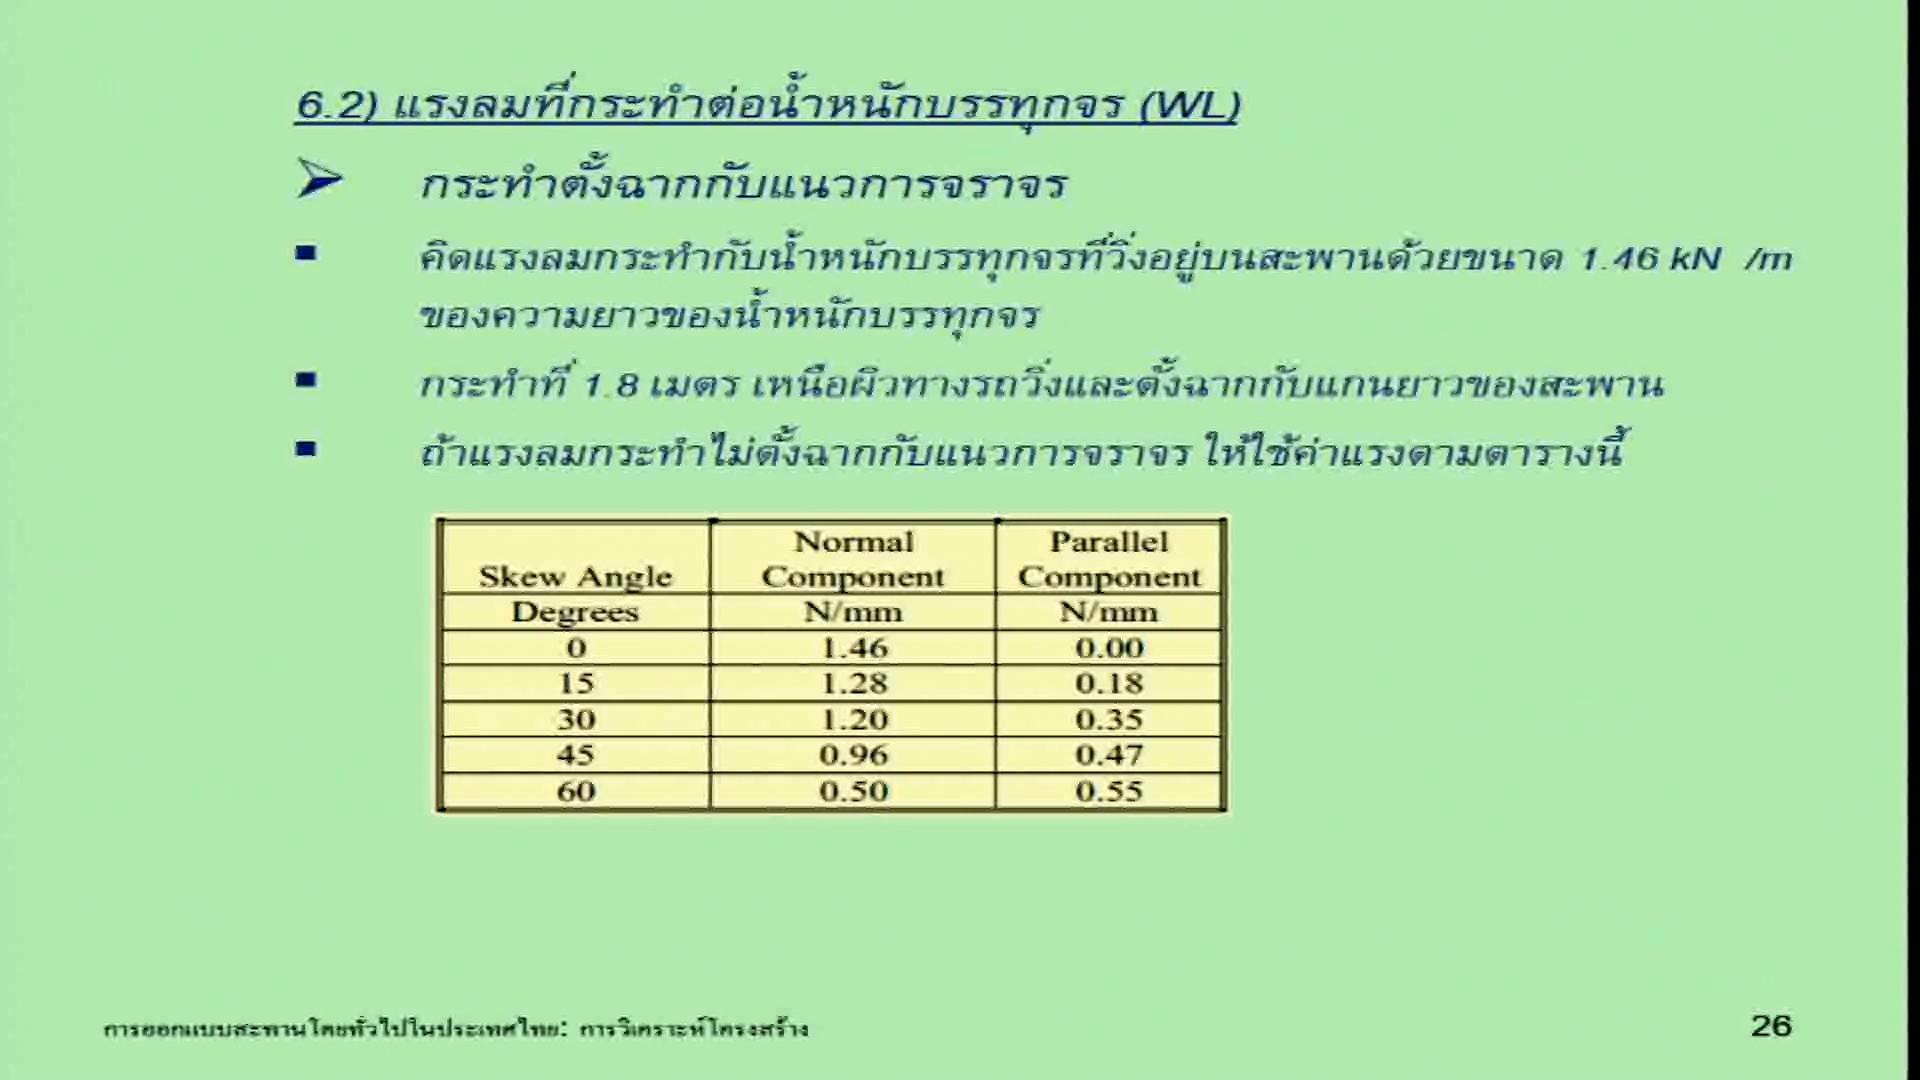 6.2) แรงลมที่กระทำต่อน้ำหนักบรรทุกจร (WL)
กระทำตั้งฉากกับแนวการจราจร
คิดแรงลมกระทำกับน้ำหนักบรรทุกจรที่วิ่งอยู่บนสะพานด้วยขนาด 1.46 kN /m
ของความยาวของน้ำหนักบรรทุกจร
กระทำที่ 1.8 เมตร เหนือผิวทางรถวิ่งและตั้งฉากกับแกนยาวของสะพาน
ถ้าแรงลมกระทำไม่ตั้งฉากกับแนวการจราจร ให้ใช้ค่าแรงตามตารางนี้
Skew Angle Normal Component Parallel Component
Degrees N/mm N/mm
0 1.46 0.00
15 1.28 0.18
30 1.20 0.35
45 0.96 0.47
60 0.50 0.55
การออกแบบสะพานโดยทั่วไปในประเทศไทย: การวิเคราะห์โครงสร้าง 26